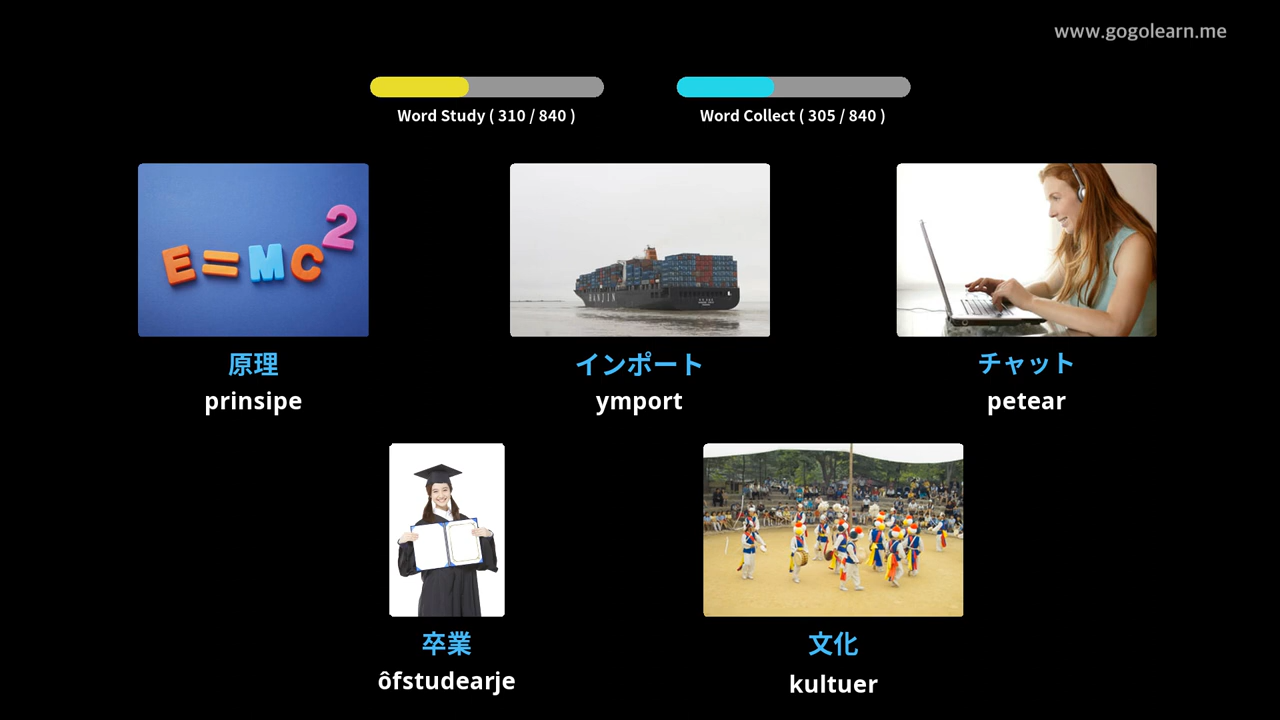 www.gogolearn.me
Word Study ( 310 / 840 )
Word Collect ( 305 / 840 )
E=MC2
HANJIN
原理
インポート
チャット
prinsipe
ymport
petear
卒業
文化
ôfstudearje
kultuer